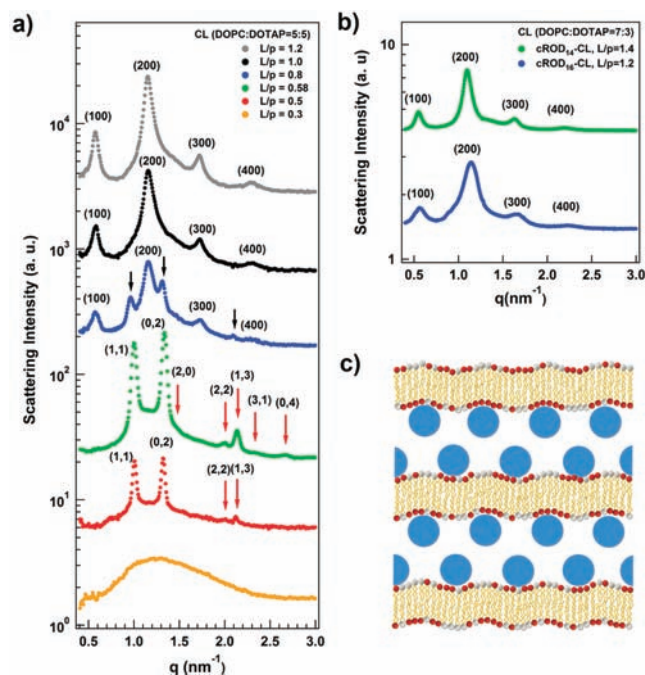 a)
CL (DOPC:DOTAP=5:5)
L/p = 1.2
L/p = 1.0
L/p = 0.8
L/p = 0.58
L/p = 0.5
L/p = 0.3
(100)
(200)
(300)
(400)
(200)
(100)
(300)
(400)
(200)
(100)
(300)
(400)
(1,1)
(0,2)
(2,0)
(2,2)
(1,3)
(3,1)
(0,4)
(1,1)
(0,2)
(2,2)(1,3)
Scattering Intensity (a. u.)
10⁴
10³
10²
10¹
10⁰
0.5 1.0 1.5 2.0 2.5 3.0
q (nm⁻¹)
b)
CL (DOPC:DOTAP=7:3)
cROD₁₄-CL, L/p=1.4
cROD₁₆-CL, L/p=1.2
(200)
(100)
(300)
(400)
(200)
(100)
(300)
(400)
Scattering Intensity (a. u)
10
1
0.5 1.0 1.5 2.0 2.5 3.0
q(nm⁻¹)
c)